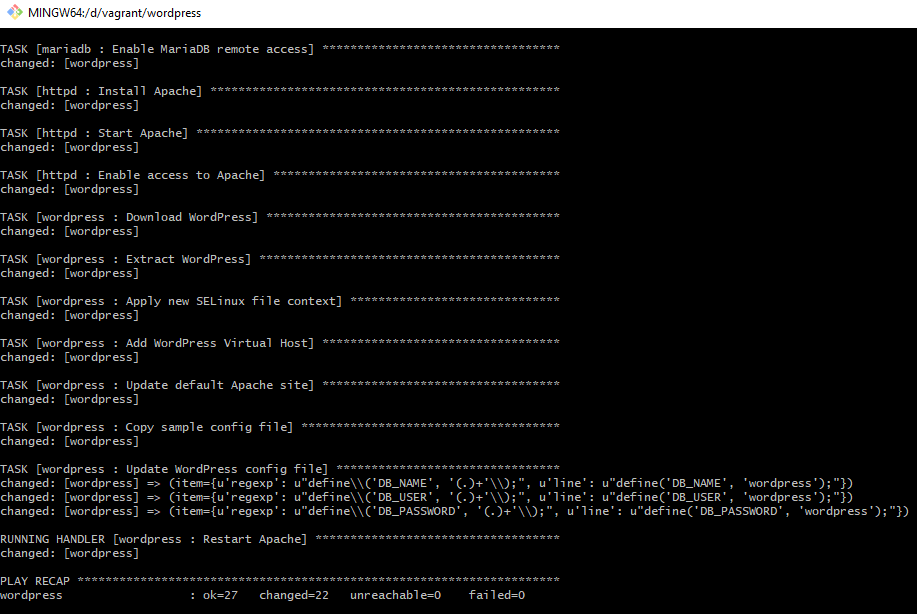 MINGW64:/d/vagrant/wordpress
TASK [mariadb : Enable MariaDB remote access] **********************************
changed: [wordpress]
TASK [httpd : Install Apache] **************************************************
changed: [wordpress]
TASK [httpd : Start Apache] ****************************************************
changed: [wordpress]
TASK [httpd : Enable access to Apache] *****************************************
changed: [wordpress]
TASK [wordpress : Download WordPress] ******************************************
changed: [wordpress]
TASK [wordpress : Extract WordPress] *******************************************
changed: [wordpress]
TASK [wordpress : Apply new SELinux file context] ******************************
changed: [wordpress]
TASK [wordpress : Add WordPress Virtual Host] **********************************
changed: [wordpress]
TASK [wordpress : Update default Apache site] **********************************
changed: [wordpress]
TASK [wordpress : Copy sample config file] *************************************
changed: [wordpress]
TASK [wordpress : Update WordPress config file] ********************************
changed: [wordpress] => (item={u'regexp': u"define\\('DB_NAME', '(.)+'\\);", u'line': u"define('DB_NAME', 'wordpress');"})
changed: [wordpress] => (item={u'regexp': u"define\\('DB_USER', '(.)+'\\);", u'line': u"define('DB_USER', 'wordpress');"})
changed: [wordpress] => (item={u'regexp': u"define\\('DB_PASSWORD', '(.)+'\\);", u'line': u"define('DB_PASSWORD', 'wordpress');"})
RUNNING HANDLER [wordpress : Restart Apache] ***********************************
changed: [wordpress]
PLAY RECAP *********************************************************************
wordpress                  : ok=27   changed=22   unreachable=0    failed=0